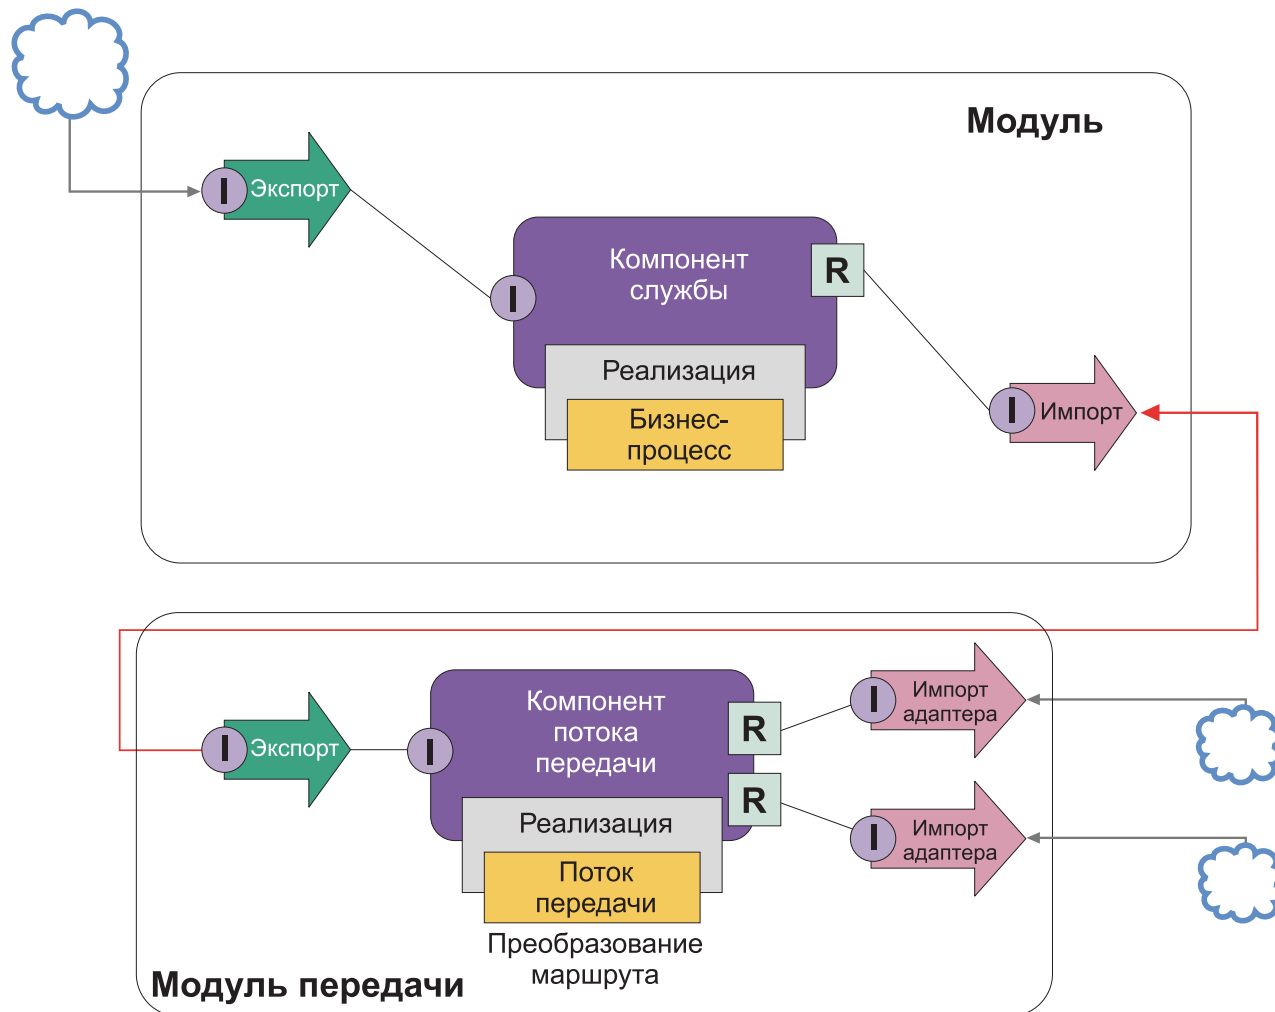 Модуль
I
Экспорт
Компонент
службы
R
I
Реализация
I
Импорт
Бизнес-
процесс
Компонент
потока
передачи
R
I
Импорт
адаптера
I
Экспорт
I
R
Реализация
I
Импорт
адаптера
Поток
передачи
Преобразование
маршрута
Модуль передачи